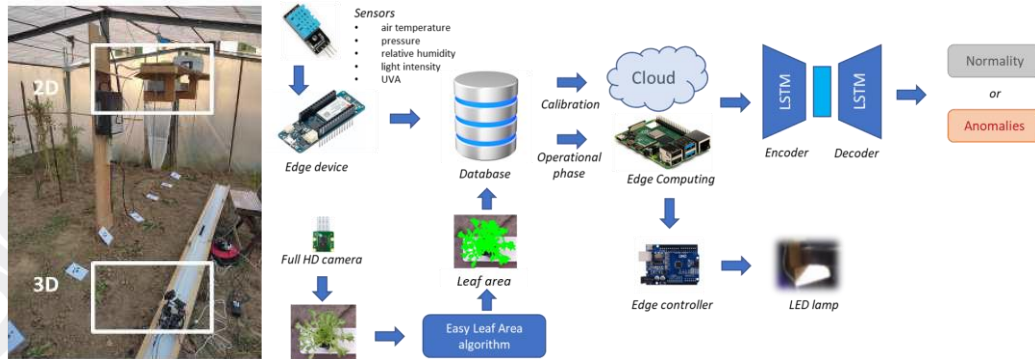 2D
3D
Sensors
• air temperature
• pressure
• relative humidity
• light intensity
• UVA
Edge device
Full HD camera
Easy Leaf Area
algorithm
Leaf area
Database
Calibration
Operational
phase
Cloud
Edge Computing
Edge controller
LED lamp
LSTM
LSTM
Encoder
Decoder
Normality
or
Anomalies